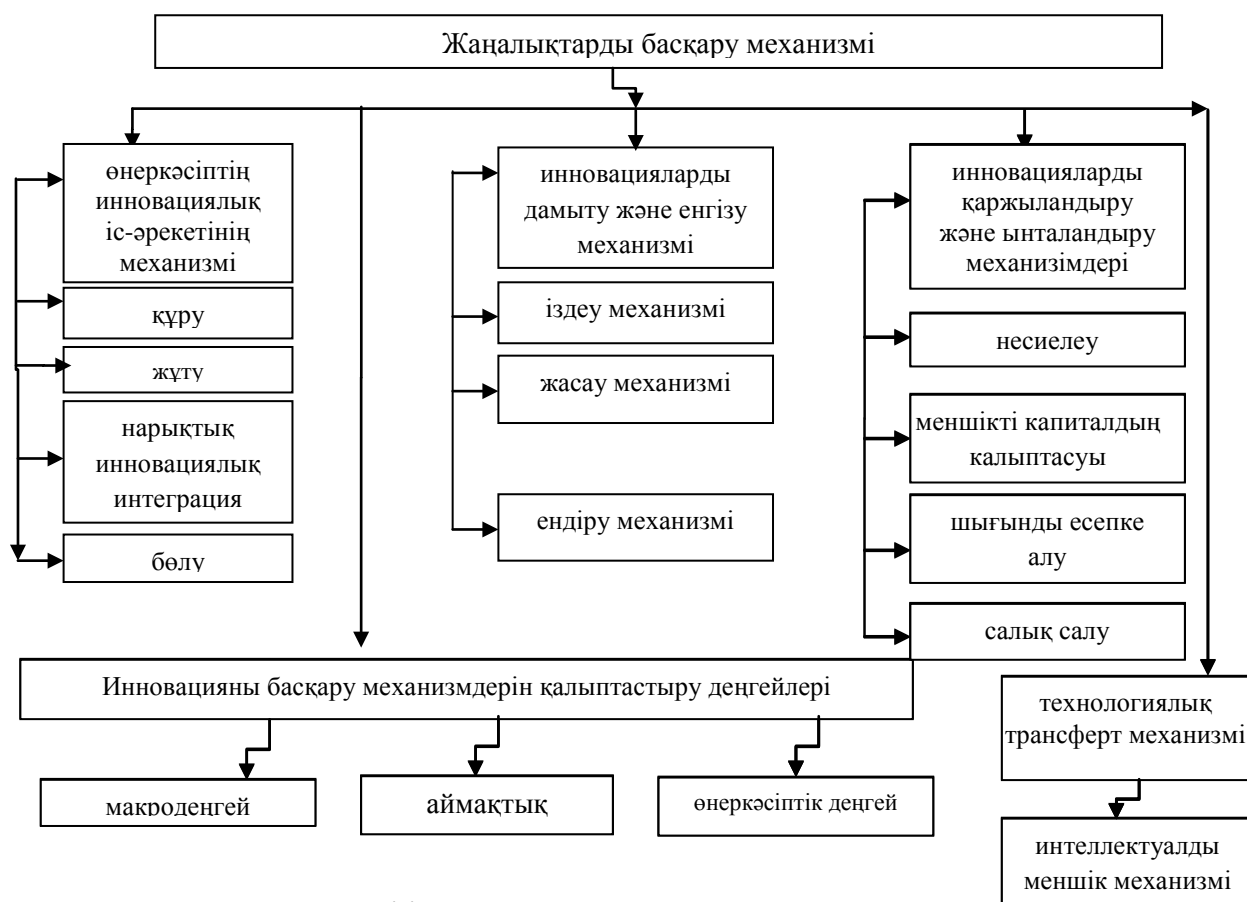 Жаңалықтарды басқару механизмі
өнеркәсіптің
инновациялық
іс-әрекетінің
механизмі
құру
жұту
нарықтық
инновациялық
интеграция
бөлу
инновацияларды
дамыту және енгізу
механизмі
іздеу механизмі
жасау механизмі
ендіру механизмі
инновацияларды
қаржыландыру
және ынталандыру
механизімдері
несиелеу
меншікті капиталдың
калыптасуы
шығынды есепке
алу
салық салу
Инновацияны басқару механизмдерін қалыптастыру деңгейлері
макродеңгей
аймақтық
өнеркәсіптік деңгей
технологиялық
трансферт механизмі
интеллектуалды
меншік механизмі